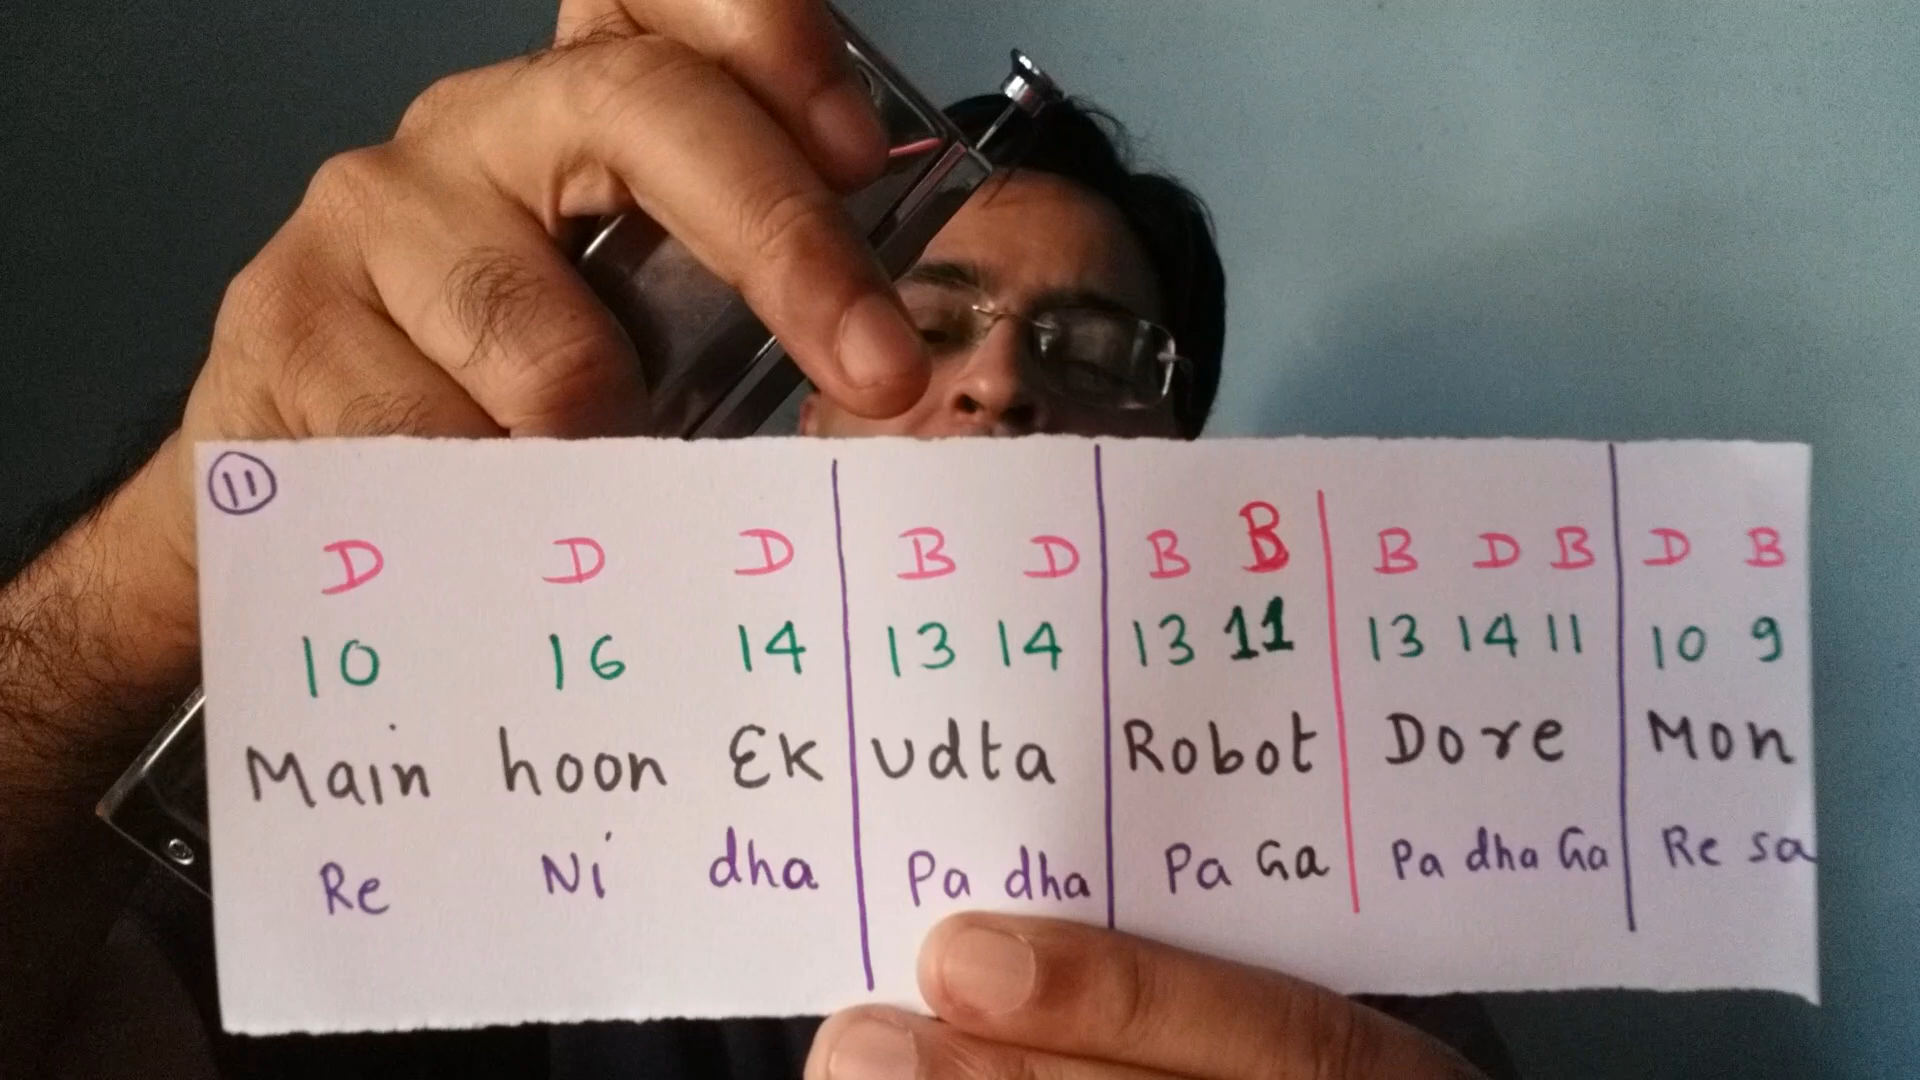 11
D D D B D B B B D B D B
10 16 14 13 14 13 11 13 14 11 10 9
Main hoon Ek Udta Robot Dore Mon
Re Ni dha Pa dha Pa Ga Pa dha Ga Re sa